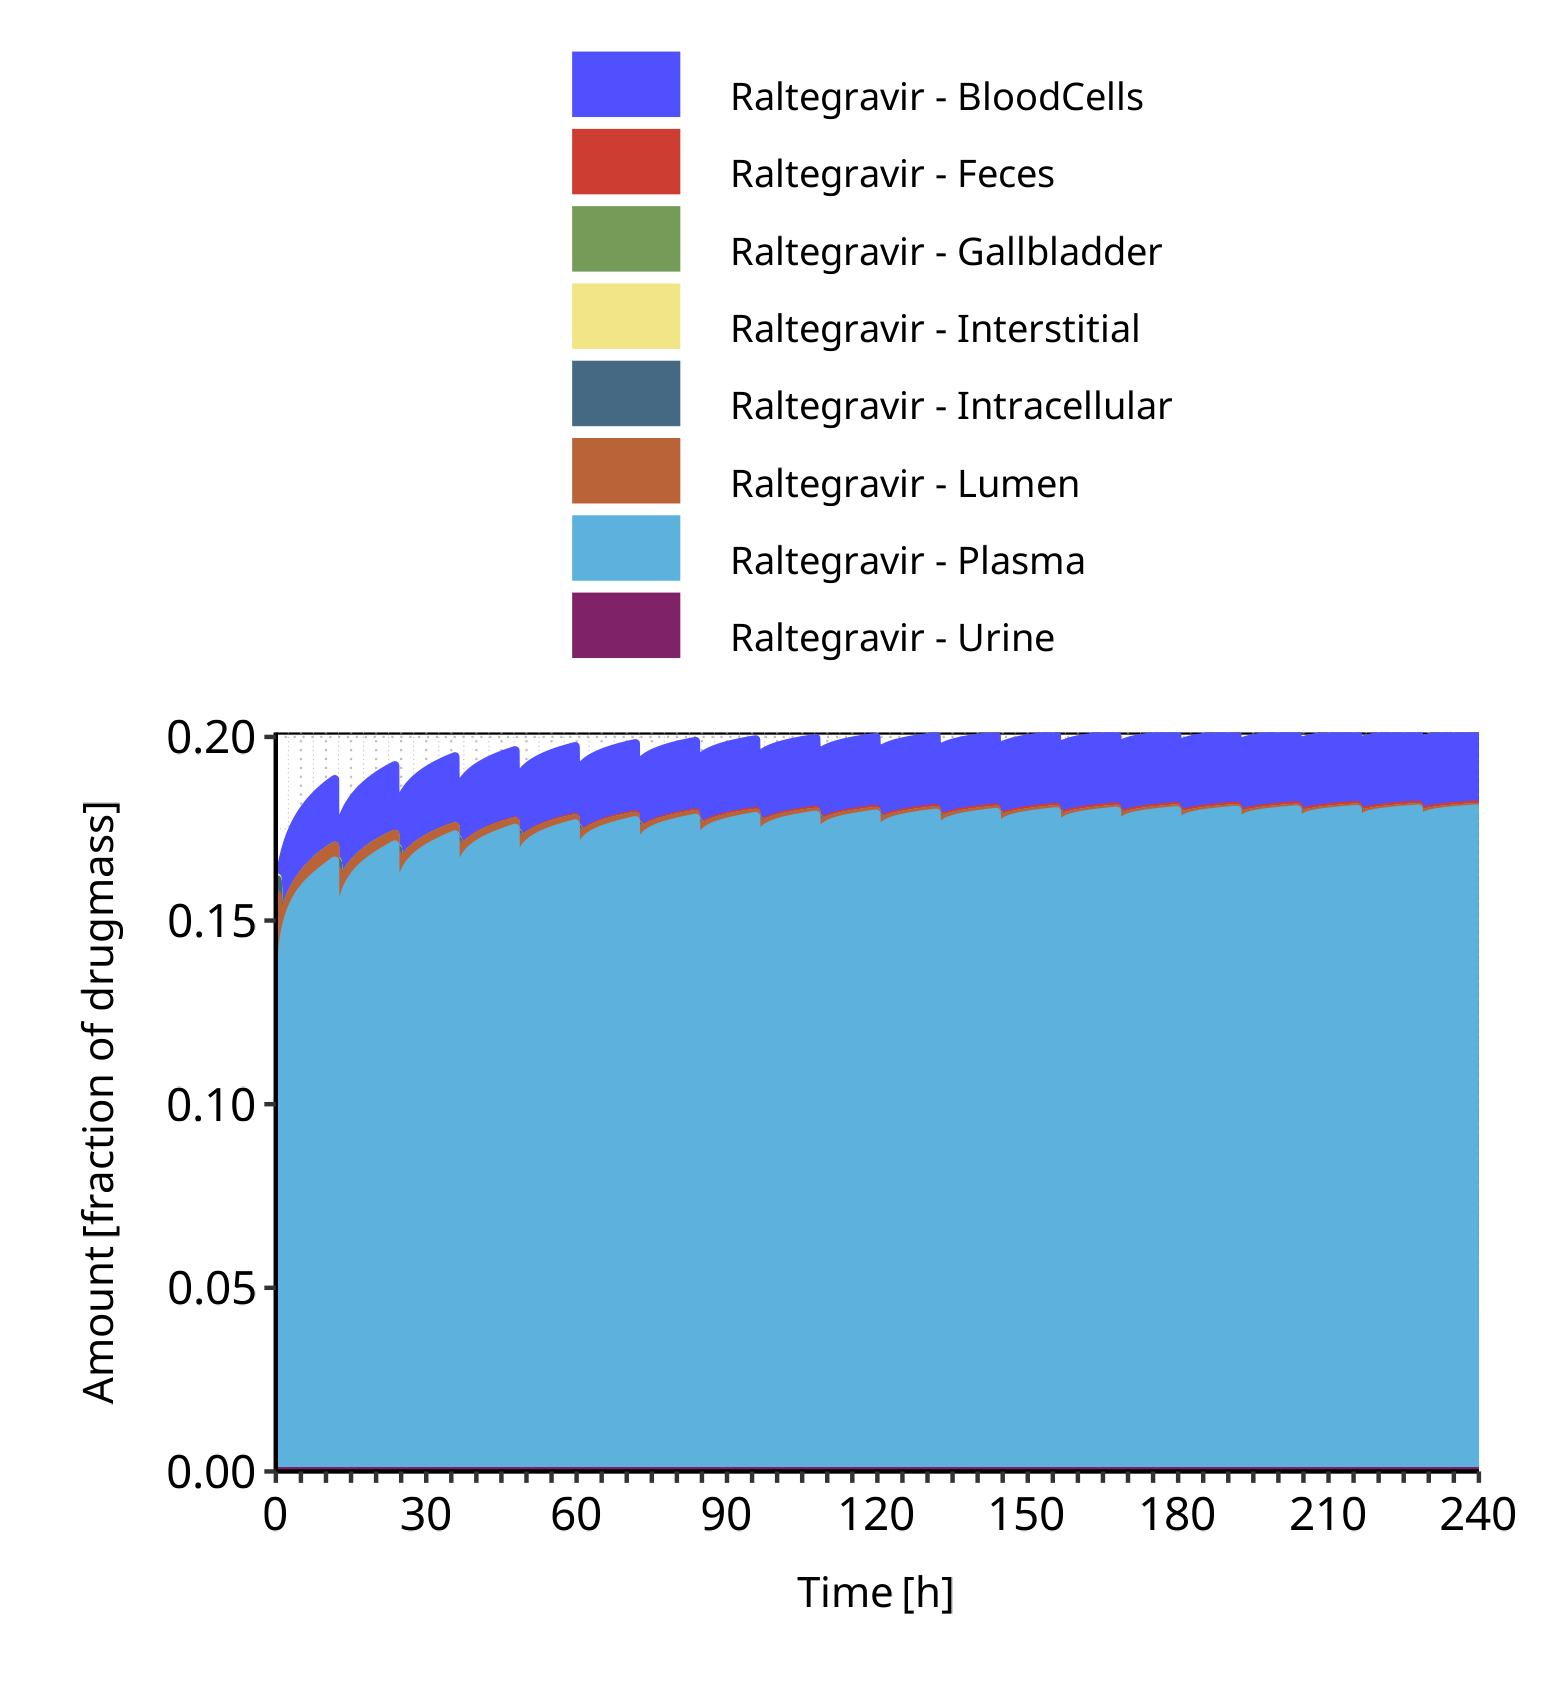 Raltegravir - BloodCells
Raltegravir - Feces
Raltegravir - Gallbladder
Raltegravir - Interstitial
Raltegravir - Intracellular
Raltegravir - Lumen
Raltegravir - Plasma
Raltegravir - Urine
Amount [fraction of drugmass]
0.20
0.15
0.10
0.05
0.00
0 30 60 90 120 150 180 210 240
Time [h]